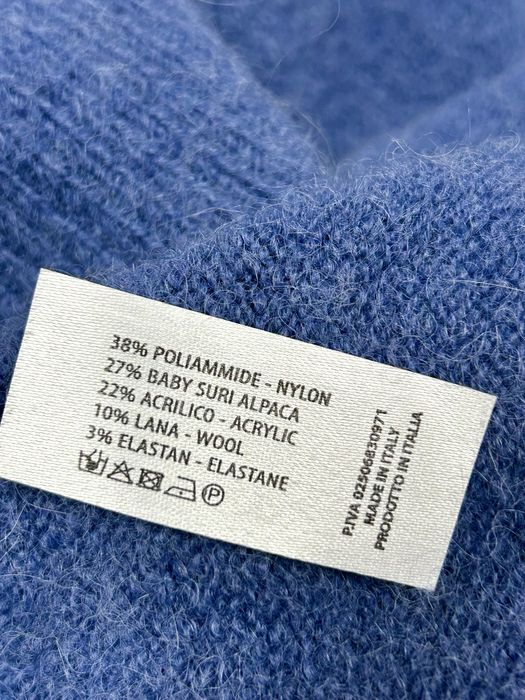 38% POLIAMMIDE - NYLON
27% BABY SURI ALPACA
22% ACRILICO - ACRYLIC
10% LANA - WOOL
3% ELASTAN - ELASTANE
P
P.IVA 02506830971
MADE IN ITALY
PRODOTTO IN ITALIA